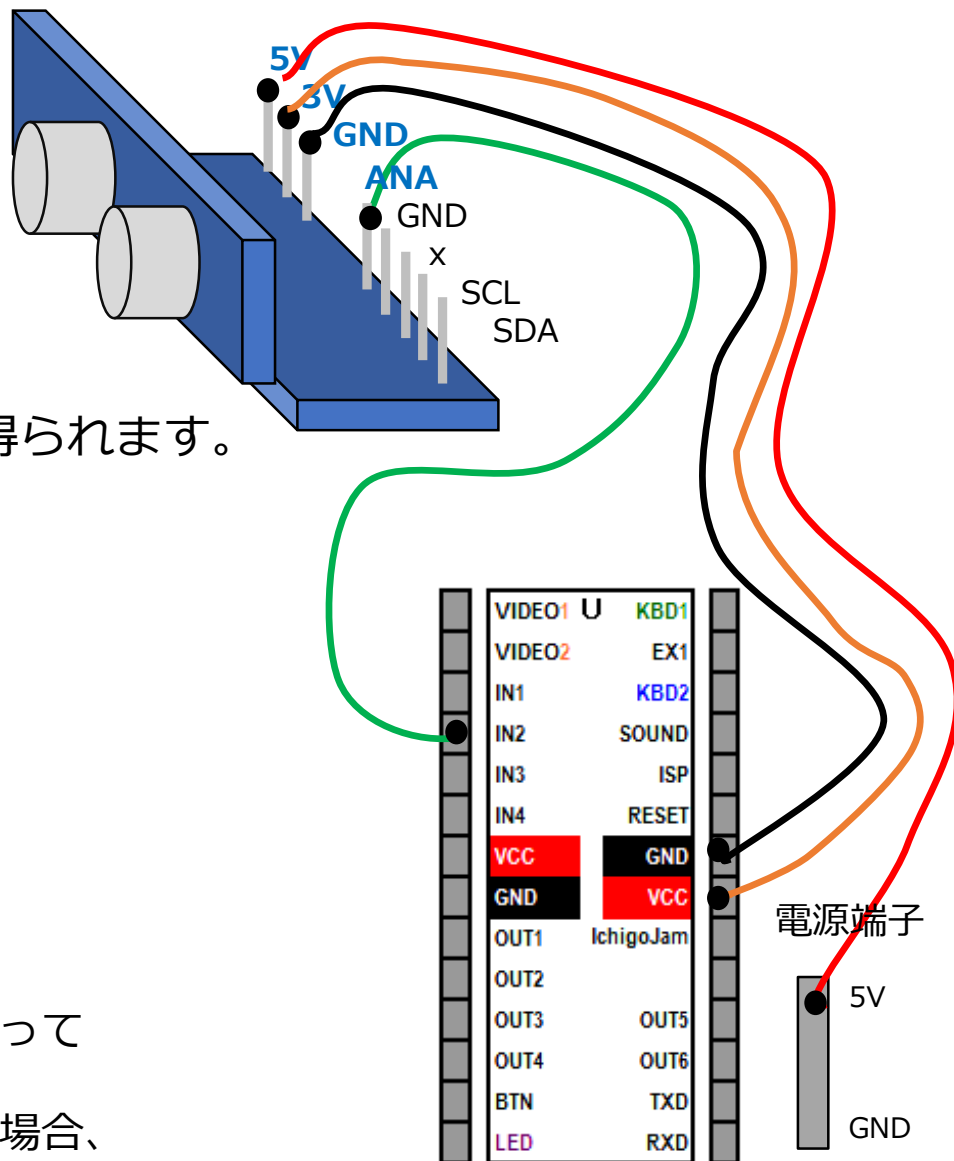 5V
3V
GND
ANA
GND
x
SCL
SDA
得られます。
VIDEO1 U KBD1
VIDEO2 EX1
IN1 KBD2
IN2 SOUND
IN3 ISP
IN4 RESET
VCC GND
GND VCC
電源端子
OUT1 IchigoJam
OUT2
5V
OUT3 OUT5
って
OUT4 OUT6
BTN TXD
場合、
LED RXD
GND